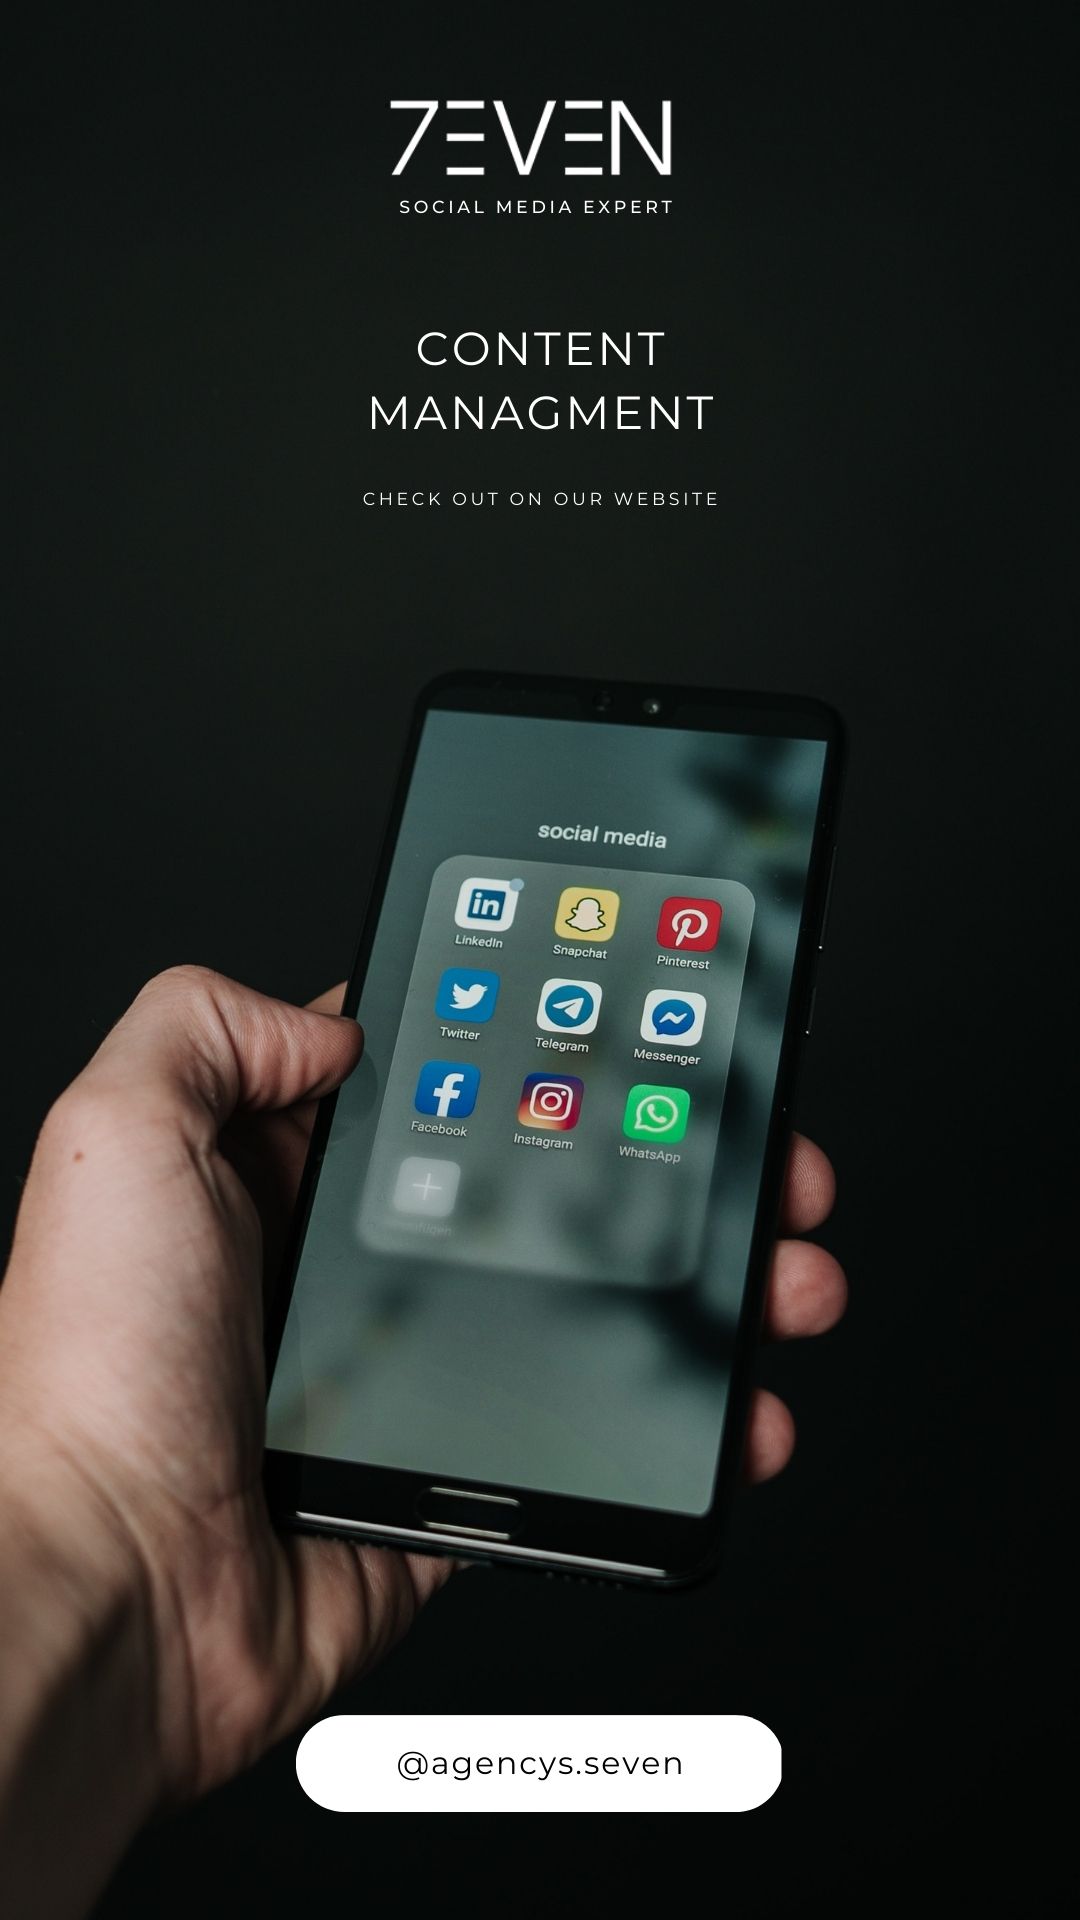 7EVEN
SOCIAL MEDIA EXPERT
CONTENT
MANAGMENT
CHECK OUT ON OUR WEBSITE
social media
in
LinkedIn
Snapchat
Pinterest
Twitter
Telegram
Messenger
Facebook
Instagram
WhatsApp
@agencys.seven